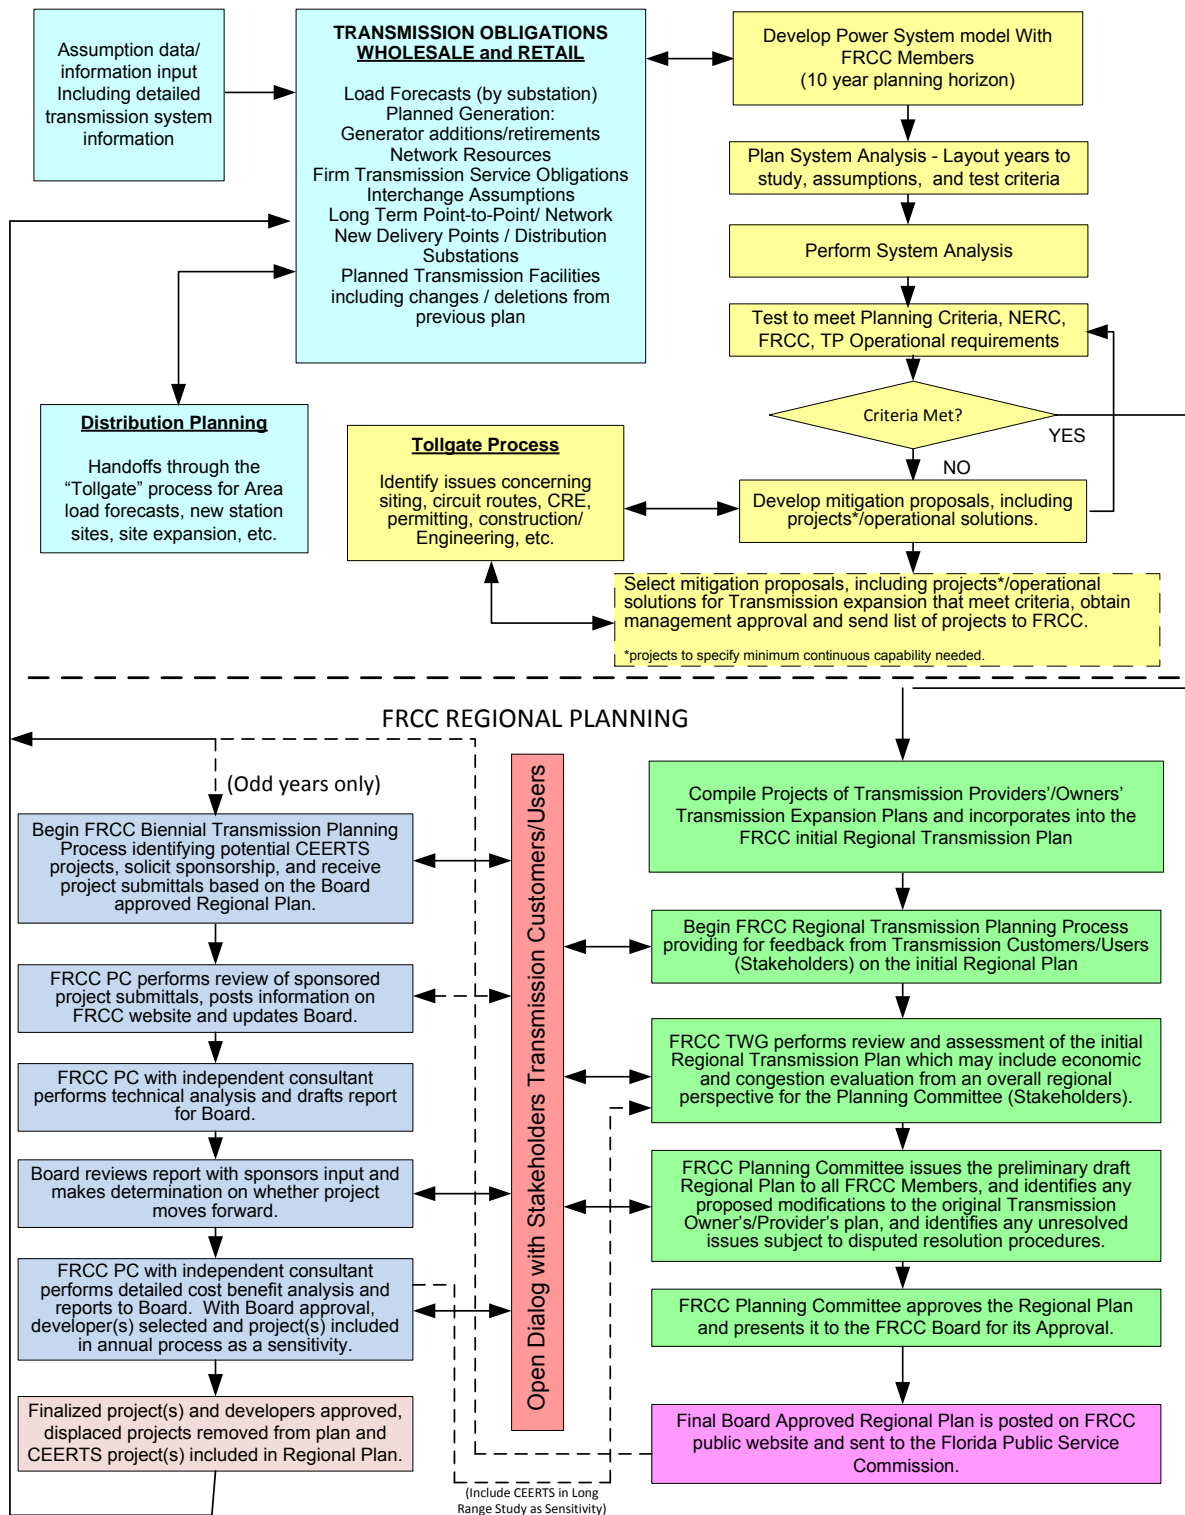 Assumption data/
information input
Including detailed
transmission system
information
TRANSMISSION OBLIGATIONS
WHOLESALE and RETAIL
Load Forecasts (by substation)
Planned Generation:
Generator additions/retirements
Network Resources
Firm Transmission Service Obligations
Interchange Assumptions
Long Term Point-to-Point/ Network
New Delivery Points / Distribution
Substations
Planned Transmission Facilities
including changes / deletions from
previous plan
Develop Power System model With
FRCC Members
(10 year planning horizon)
Plan System Analysis - Layout years to
study, assumptions, and test criteria
Perform System Analysis
Test to meet Planning Criteria, NERC,
FRCC, TP Operational requirements
Criteria Met?
YES
NO
Distribution Planning
Handoffs through the
“Tollgate” process for Area
load forecasts, new station
sites, site expansion, etc.
Tollgate Process
Identify issues concerning
siting, circuit routes, CRE,
permitting, construction/
Engineering, etc.
Develop mitigation proposals, including
projects*/operational solutions.
Select mitigation proposals, including projects*/operational
solutions for Transmission expansion that meet criteria, obtain
management approval and send list of projects to FRCC.
*projects to specify minimum continuous capability needed.
FRCC REGIONAL PLANNING
(Odd years only)
Begin FRCC Biennial Transmission Planning
Process identifying potential CEERTS
projects, solicit sponsorship, and receive
project submittals based on the Board
approved Regional Plan.
FRCC PC performs review of sponsored
project submittals, posts information on
FRCC website and updates Board.
FRCC PC with independent consultant
performs technical analysis and drafts report
for Board.
Board reviews report with sponsors input and
makes determination on whether project
moves forward.
FRCC PC with independent consultant
performs detailed cost benefit analysis and
reports to Board. With Board approval,
developer(s) selected and project(s) included
in annual process as a sensitivity.
Finalized project(s) and developers approved,
displaced projects removed from plan and
CEERTS project(s) included in Regional Plan.
Open Dialog with Stakeholders Transmission Customers/Users
Compile Projects of Transmission Providers’/Owners’
Transmission Expansion Plans and incorporates into the
FRCC initial Regional Transmission Plan
Begin FRCC Regional Transmission Planning Process
providing for feedback from Transmission Customers/Users
(Stakeholders) on the initial Regional Plan
FRCC TWG performs review and assessment of the initial
Regional Transmission Plan which may include economic
and congestion evaluation from an overall regional
perspective for the Planning Committee (Stakeholders).
FRCC Planning Committee issues the preliminary draft
Regional Plan to all FRCC Members, and identifies any
proposed modifications to the original Transmission
Owner’s/Provider’s plan, and identifies any unresolved
issues subject to disputed resolution procedures.
FRCC Planning Committee approves the Regional Plan
and presents it to the FRCC Board for its Approval.
Final Board Approved Regional Plan is posted on FRCC
public website and sent to the Florida Public Service
Commission.
(Include CEERTS in Long
Range Study as Sensitivity)